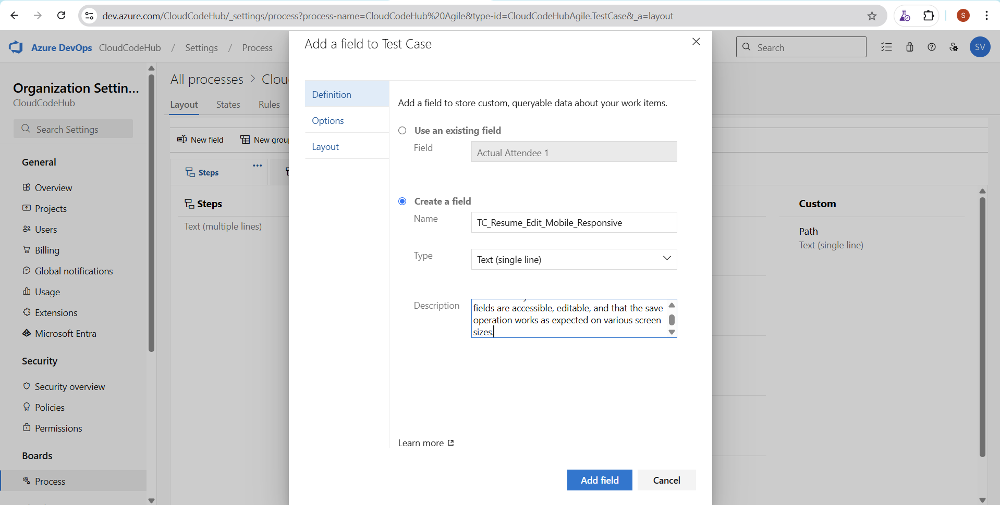 dev.azure.com/CloudCodeHub/_settings/process?process-name=CloudCodeHub%20Agile&type-id=CloudCodeHubAgile.TestCase&_a=layout
S
Azure DevOps CloudCodeHub / Settings / Process
Search
SV
Organization Settin...
CloudCodeHub
Search Settings
General
Overview
Projects
Users
Billing
Global notifications
Usage
Extensions
Microsoft Entra
Security
Security overview
Policies
Permissions
Boards
Process
All processes > Clou
Layout States Rules
New field New grou
Steps
Steps
Text (multiple lines)
Add a field to Test Case
Definition
Options
Layout
Add a field to store custom, queryable data about your work items.
Use an existing field
Field Actual Attendee 1
Create a field
Name TC_Resume_Edit_Mobile_Responsive
Type Text (single line)
Description
fields are accessible, editable, and that the save
operation works as expected on various screen
sizes.
Learn more
Add field Cancel
Custom
Path
Text (single line)